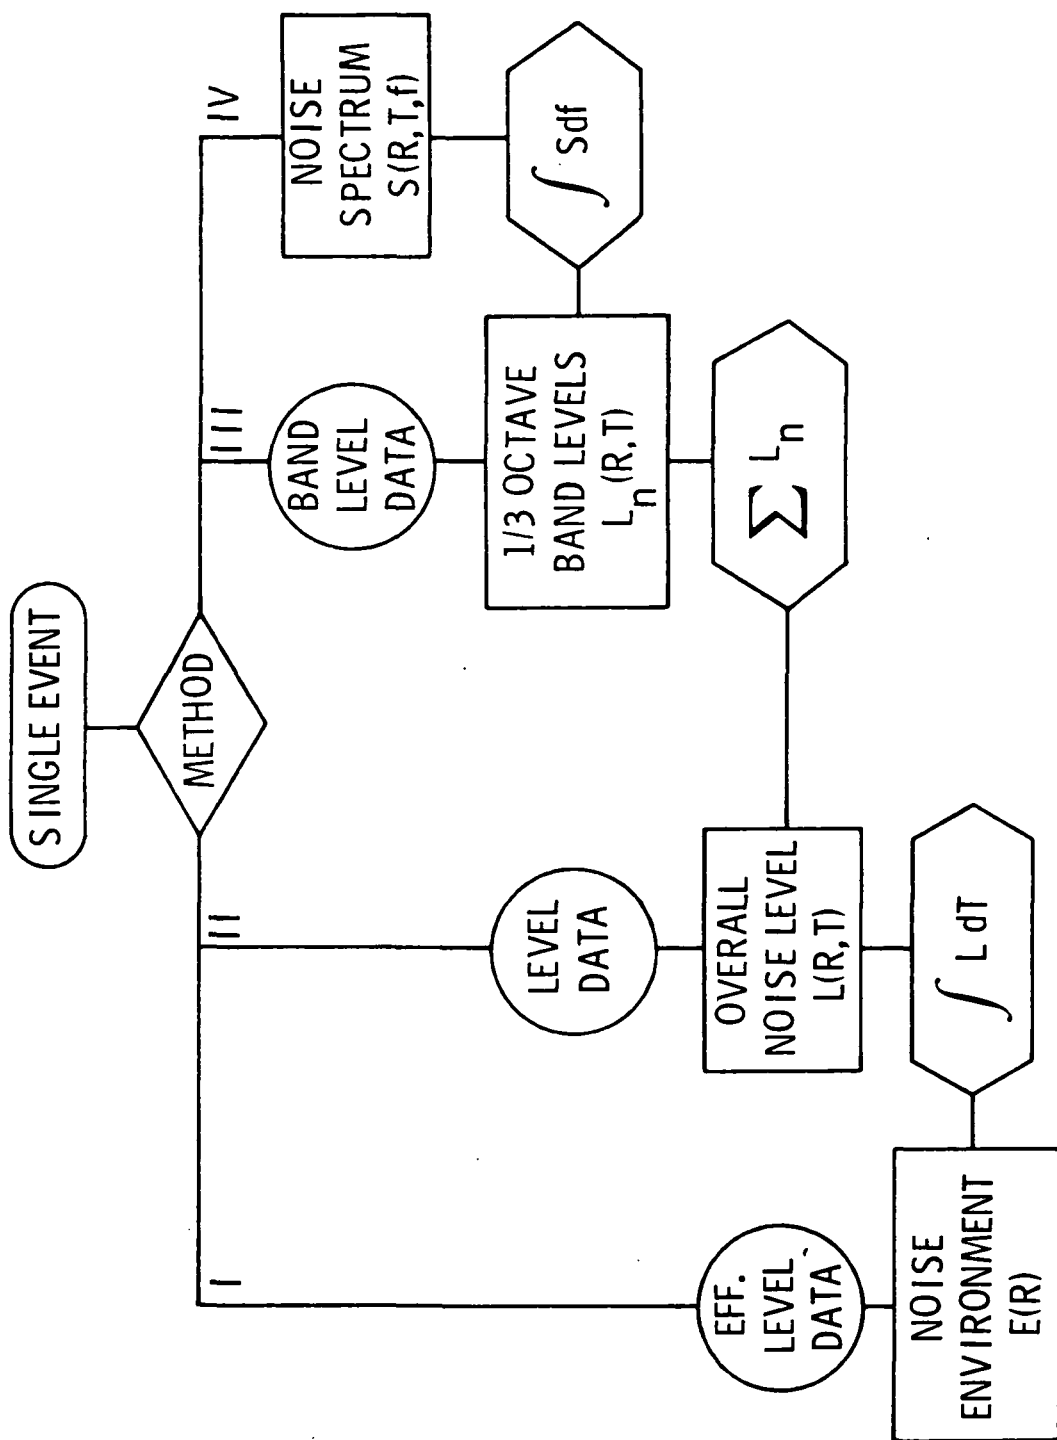 SINGLE EVENT
METHOD
I
II
III
IV
EFF.
LEVEL
DATA
NOISE
ENVIRONMENT
E(R)
LEVEL
DATA
OVERALL
NOISE LEVEL
L(R,T)
∫ L dT
BAND
LEVEL
DATA
1/3 OCTAVE
BAND LEVELS
Ln (R,T)
∑ Ln
NOISE
SPECTRUM
S(R,T,f)
∫ Sdf